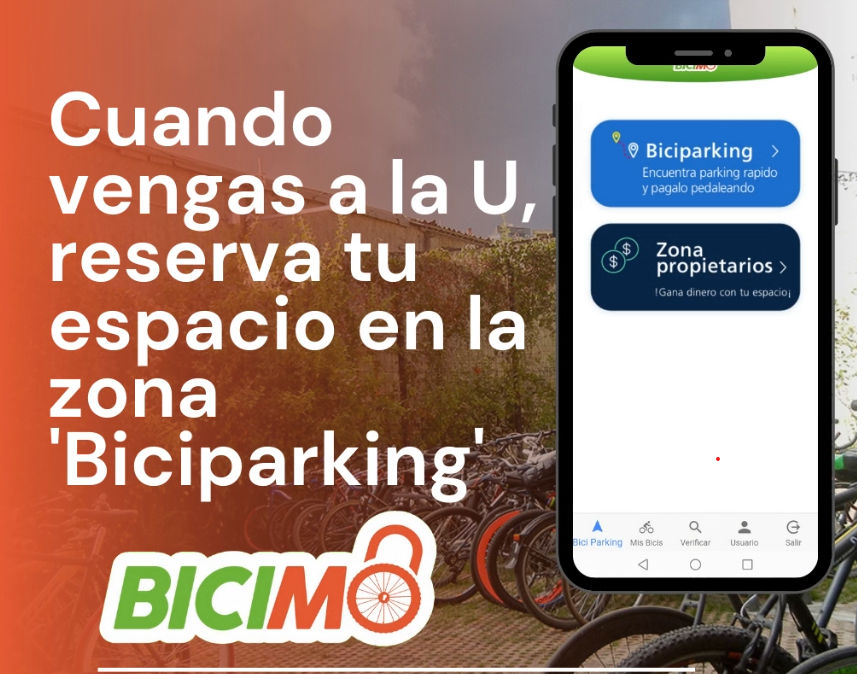 Cuando
vengas a la U,
reserva tu
espacio en la
zona
'Biciparking'
BICIMO
BICIMO
Biciparking
Encuentra parking rapido
y pagalo pedaleando
Zona
propietarios
$
$
!Gana dinero con tu espacio¡
Bici Parking
Mis Bicis
Verificar
Usuario
Salir